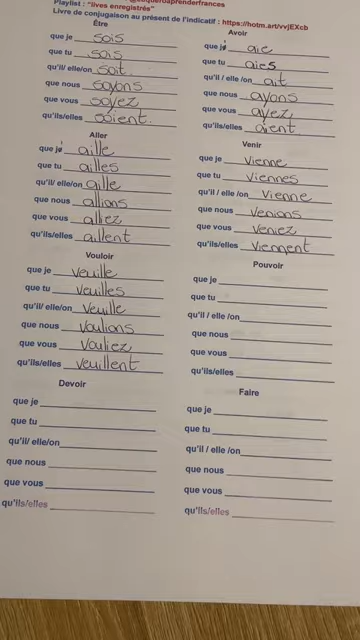 Playlist : "lives enregistrées"
Livre de conjugaison au présent de l'indicatif : https://hotm.art/vvjEXcb
Être
que je sois
que tu sois
qu'il/ elle/on soit
que nous soyons
que vous soyez
qu'ils/elles soient
Avoir
que j' aie
que tu aies
qu'il / elle /on ait
que nous ayons
que vous ayez
qu'ils/elles aient
Aller
que j' aille
que tu ailles
qu'il/ elle/on aille
que nous allions
que vous alliez
qu'ils/elles aillent
Venir
que je vienne
que tu viennes
qu'il / elle /on vienne
que nous venions
que vous veniez
qu'ils/elles viennent
Vouloir
que je veuille
que tu veuilles
qu'il/ elle/on veuille
que nous voulions
que vous vouliez
qu'ils/elles veuillent
Pouvoir
que je
que tu
qu'il / elle /on
que nous
que vous
qu'ils/elles
Devoir
que je
que tu
qu'il/ elle/on
que nous
que vous
qu'ils/elles
Faire
que je
que tu
qu'il / elle /on
que nous
que vous
qu'ils/elles